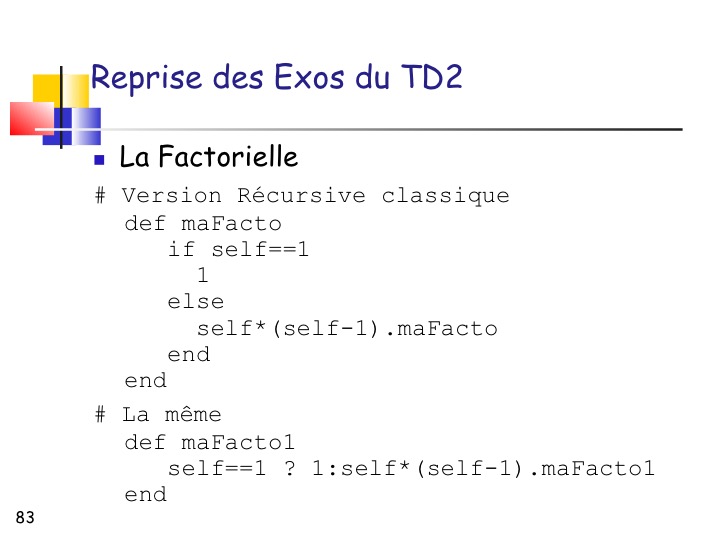 Reprise des Exos du TD2
La Factorielle
# Version Récursive classique
def maFacto
if self==1
1
else
self*(self-1).maFacto
end
end
# La même
def maFacto1
self==1 ? 1:self*(self-1).maFacto1
end
83